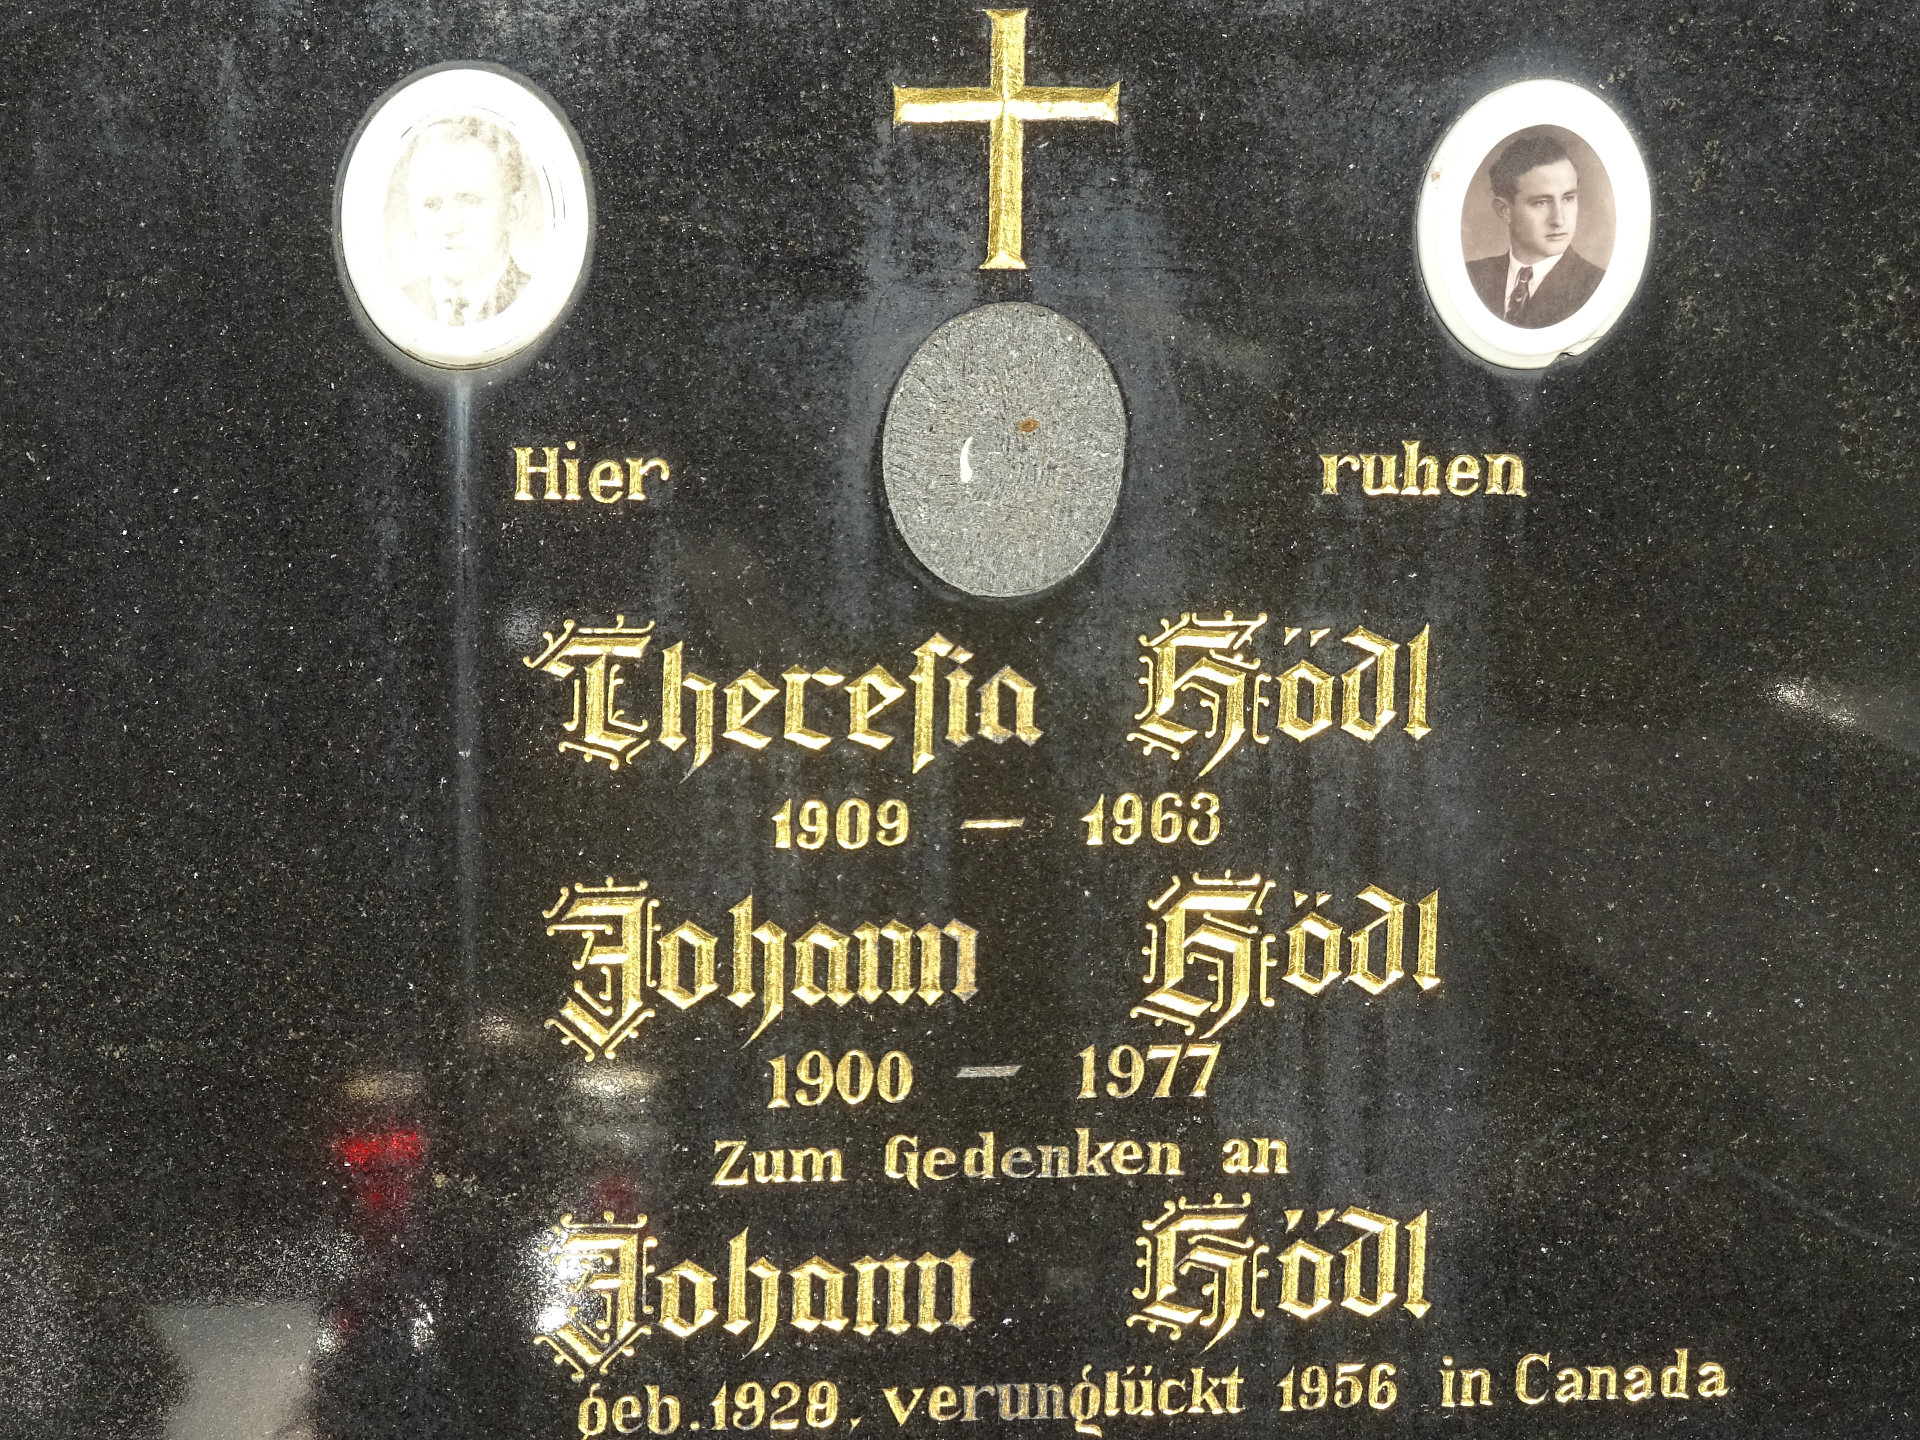 Hier ruhen
Theresia Hödl
1909 – 1963
Johann Hödl
1900 – 1977
Zum Gedenken an
Johann Hödl
geb. 1929, verunglückt 1956 in Canada